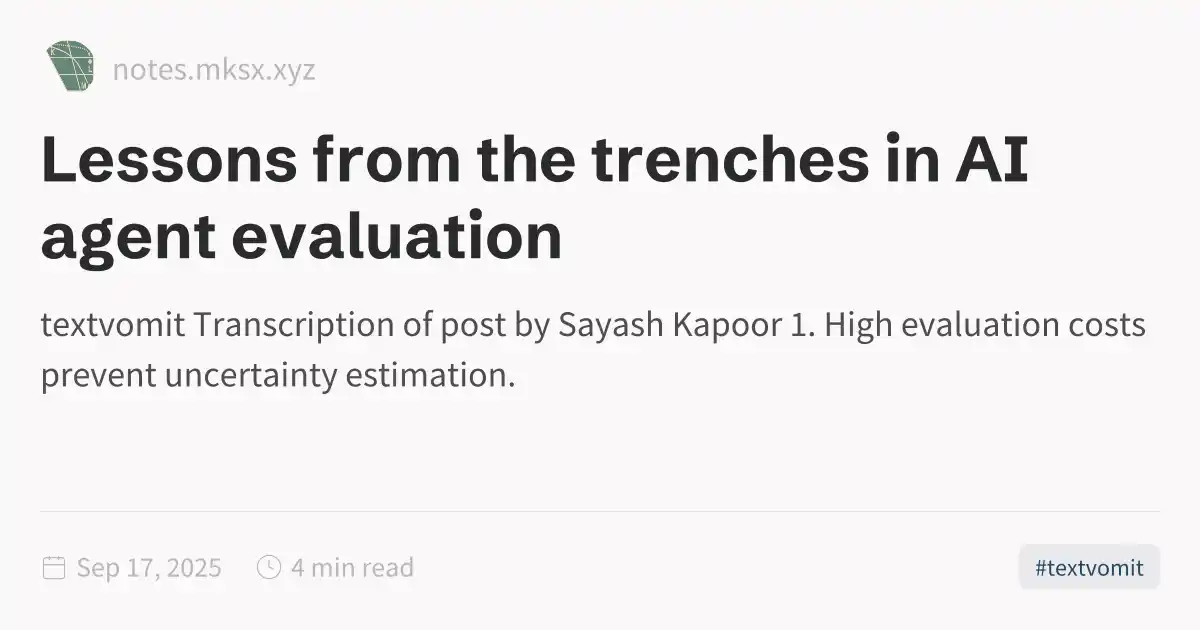 notes.mksx.xyz
Lessons from the trenches in AI
agent evaluation
textvomit Transcription of post by Sayash Kapoor 1. High evaluation costs
prevent uncertainty estimation.
Sep 17, 2025
4 min read
#textvomit